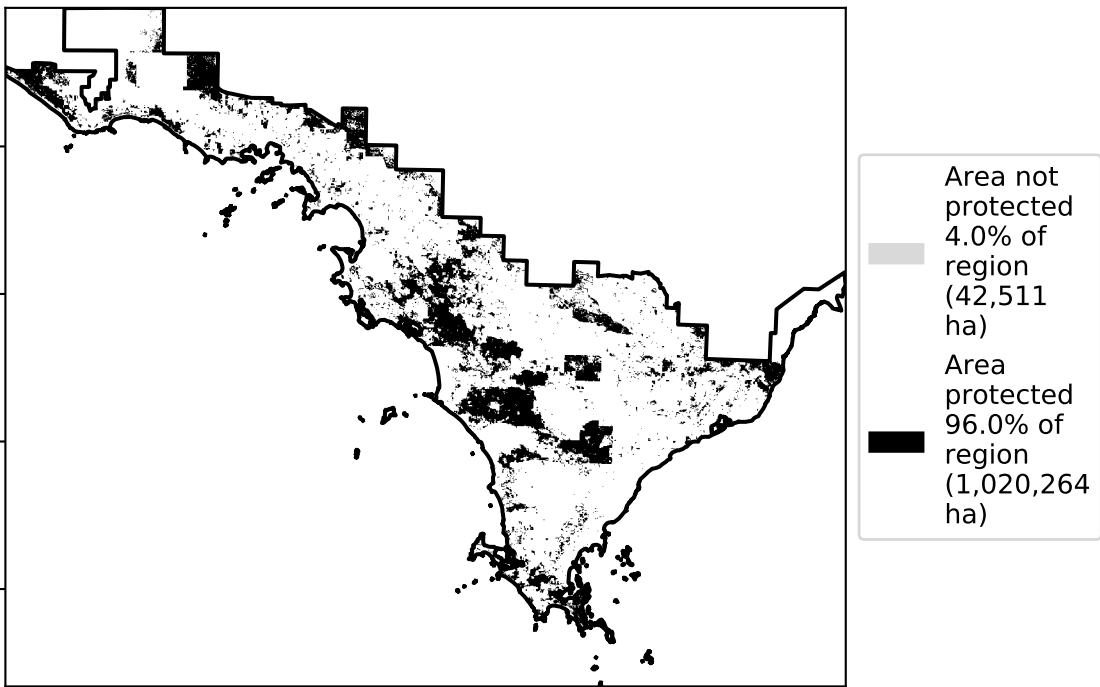 Area not
protected
4.0% of
region
(42,511
ha)
Area
protected
96.0% of
region
(1,020,264
ha)